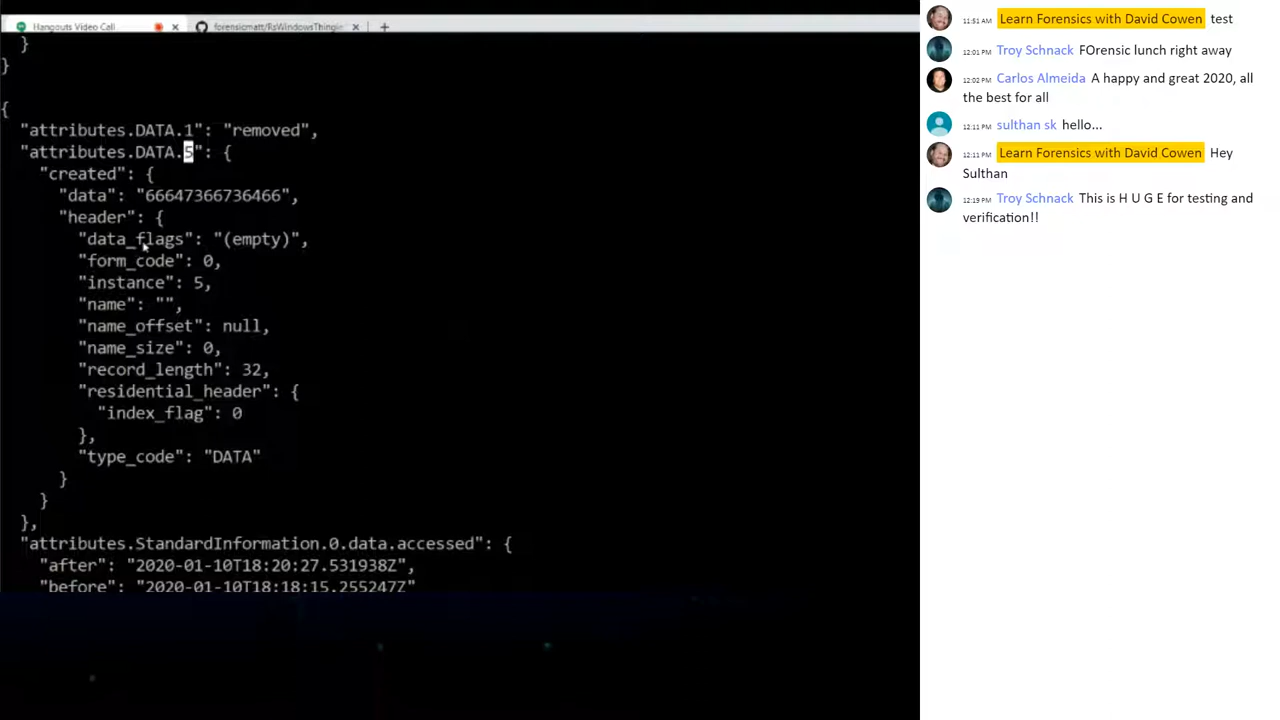 Hangouts Video Call
forensicmatt/RsWindowsThingie
}
}
{
"attributes.DATA.1": "removed",
"attributes.DATA.5": {
"created": {
"data": "66647366736466",
"header": {
"data_flags": "(empty)",
"form_code": 0,
"instance": 5,
"name": "",
"name_offset": null,
"name_size": 0,
"record_length": 32,
"residential_header": {
"index_flag": 0
},
"type_code": "DATA"
}
}
},
"attributes.StandardInformation.0.data.accessed": {
"after": "2020-01-10T18:20:27.531938Z",
"before": "2020-01-10T18:18:15.255247Z"
11:51 AM Learn Forensics with David Cowen test
12:01 PM Troy Schnack FOrensic lunch right away
12:02 PM Carlos Almeida A happy and great 2020, all
the best for all
12:11 PM sulthan sk hello...
12:11 PM Learn Forensics with David Cowen Hey
Sulthan
12:19 PM Troy Schnack This is H U G E for testing and
verification!!